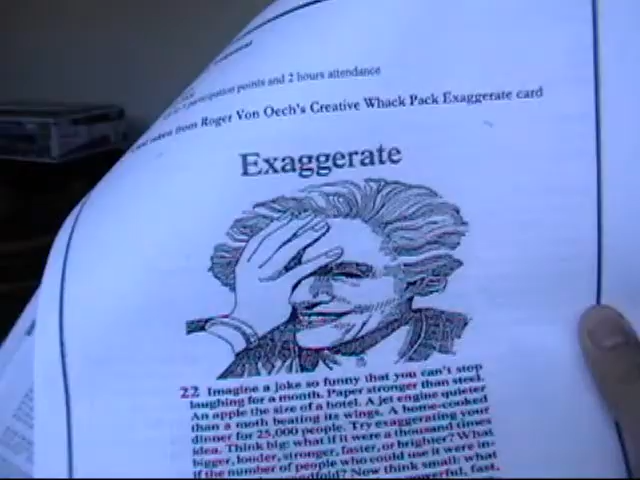 participation points and 2 hours attendance
from Roger Von Oech's Creative Whack Pack Exaggerate card
Exaggerate
22 Imagine a joke so funny that you can't stop
laughing for a month. Paper stronger than steel.
An apple the size of a hotel. A jet engine quieter
than a moth beating its wings. A home-cooked
dinner for 25,000 people. Try exaggerating your
idea. Think big: what if it were a thousand times
bigger, louder, stronger, faster, or brighter? What
if the number of people who could use it were in-
Now think small: what
powerful, fast,